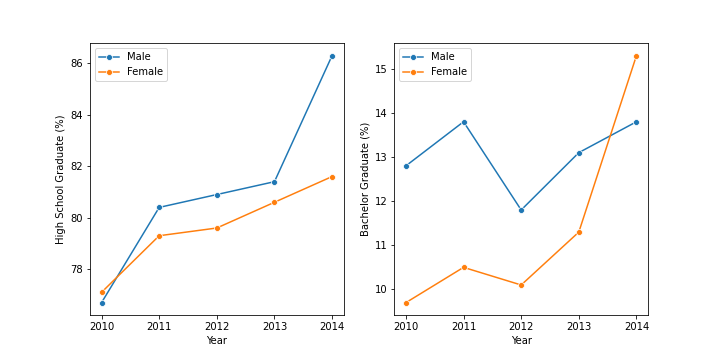 High School Graduate (%)
86
84
82
80
78
Male
Female
2010 2011 2012 2013 2014
Year
Bachelor Graduate (%)
15
14
13
12
11
10
Male
Female
2010 2011 2012 2013 2014
Year